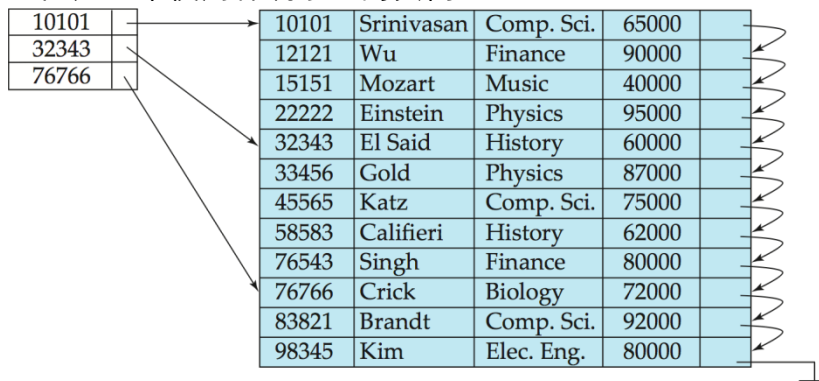 10101
32343
76766
10101 Srinivasan Comp. Sci. 65000
12121 Wu Finance 90000
15151 Mozart Music 40000
22222 Einstein Physics 95000
32343 El Said History 60000
33456 Gold Physics 87000
45565 Katz Comp. Sci. 75000
58583 Califieri History 62000
76543 Singh Finance 80000
76766 Crick Biology 72000
83821 Brandt Comp. Sci. 92000
98345 Kim Elec. Eng. 80000